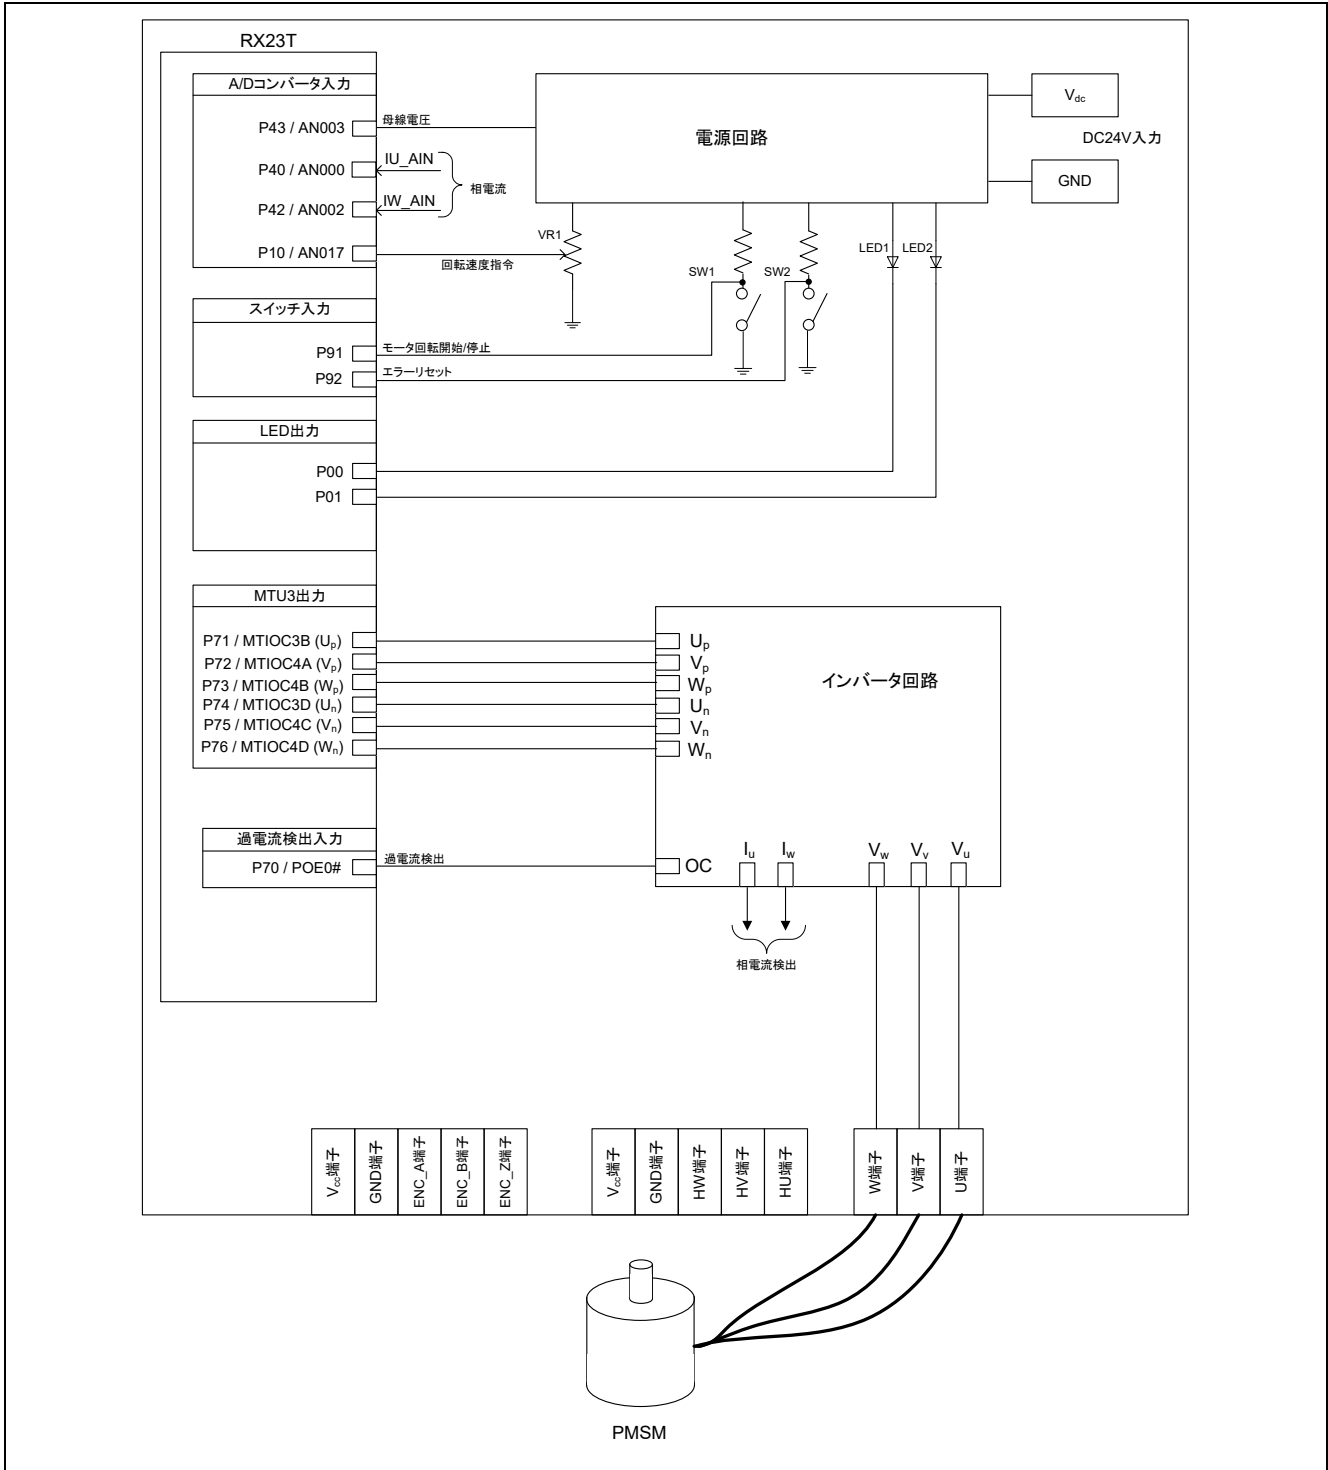 RX23T
A/Dコンバータ入力
P43 / AN003
母線電圧
P40 / AN000
IU_AIN
P42 / AN002
IW_AIN
相電流
P10 / AN017
回転速度指令
VR1
電源回路
Vdc
DC24V入力
GND
SW1
SW2
LED1
LED2
スイッチ入力
P91
モータ回転開始/停止
P92
エラーリセット
LED出力
P00
P01
MTU3出力
P71 / MTIOC3B (Up)
P72 / MTIOC4A (Vp)
P73 / MTIOC4B (Wp)
P74 / MTIOC3D (Un)
P75 / MTIOC4C (Vn)
P76 / MTIOC4D (Wn)
Up
Vp
Wp
Un
Vn
Wn
インバータ回路
過電流検出入力
P70 / POE0#
過電流検出
OC
Iu
Iw
Vw
Vv
Vu
相電流検出
Vcc端子
GND端子
ENC_A端子
ENC_B端子
ENC_Z端子
Vcc端子
GND端子
HW端子
HV端子
HU端子
W端子
V端子
U端子
PMSM